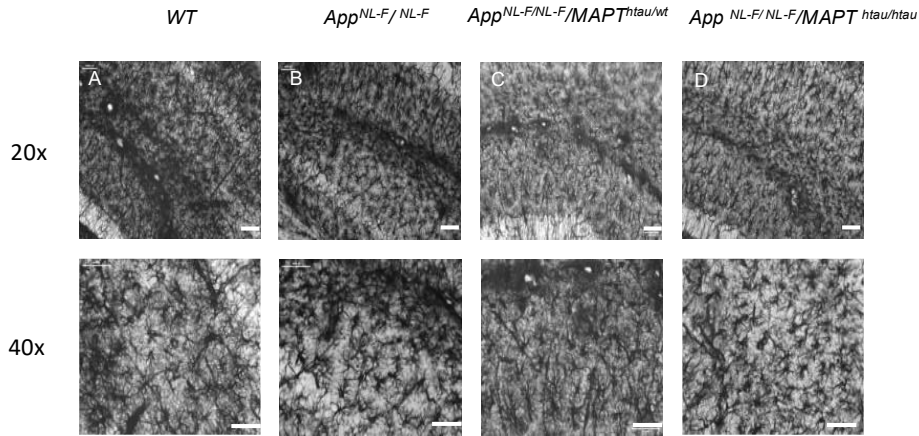 WT App^NL-F/ NL-F App^NL-F/NL-F/MAPT^htau/wt App ^NL-F/ NL-F/MAPT ^htau/htau
A B C D
20x
40x